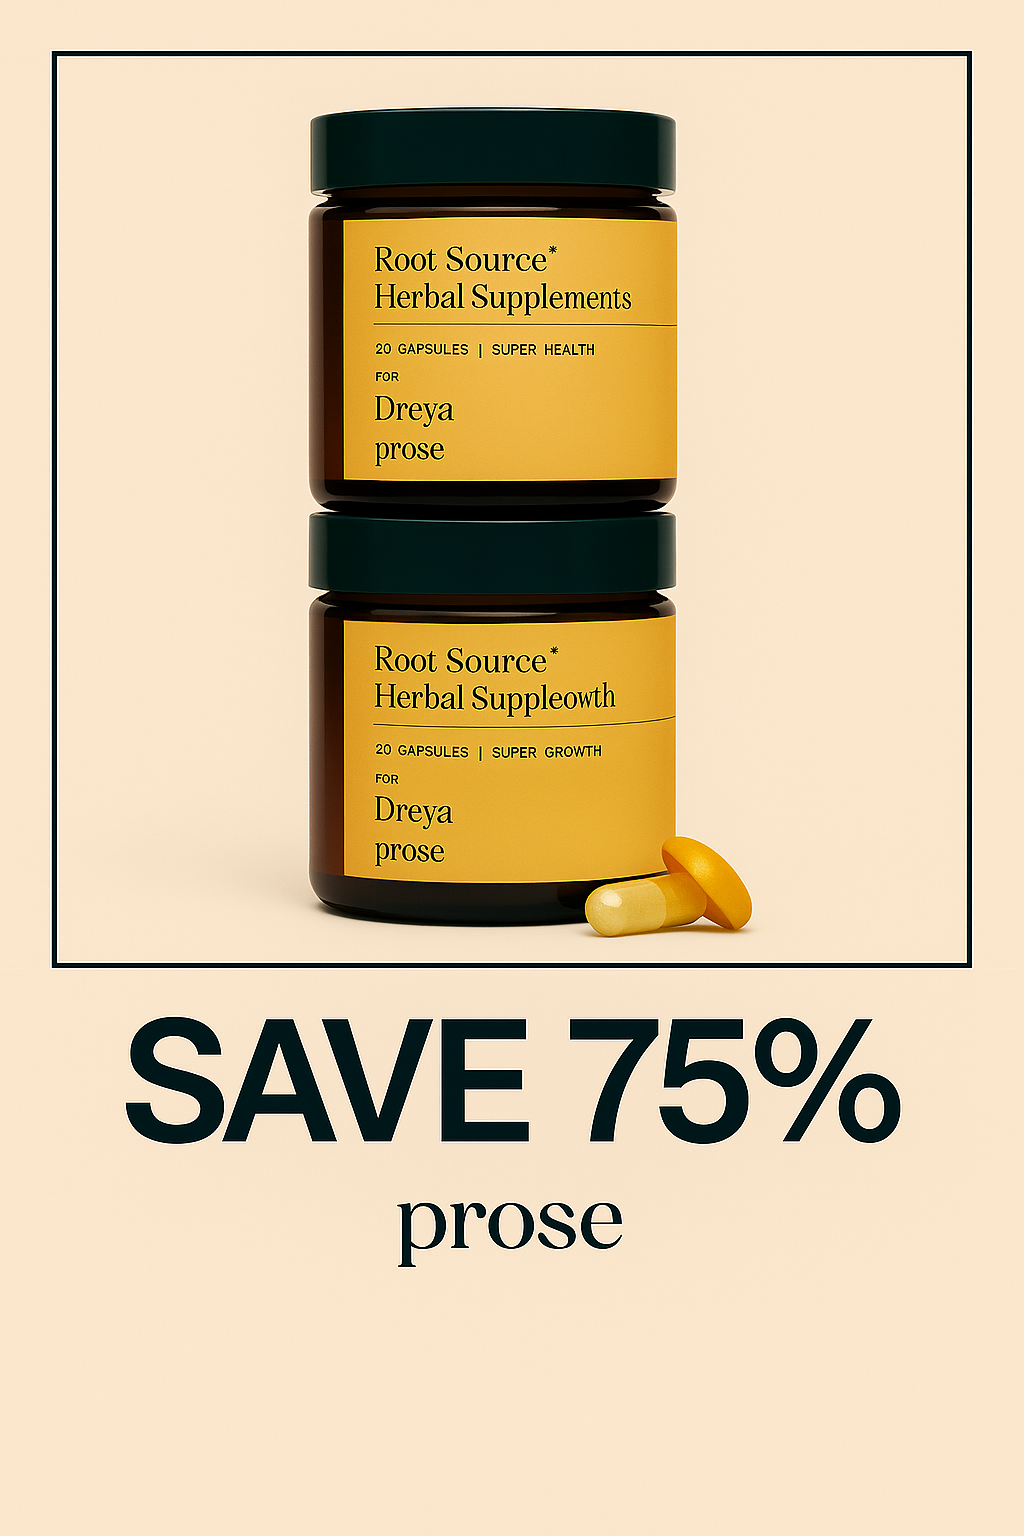 Root Source*
Herbal Supplements
20 GAPSULES | SUPER HEALTH
FOR
Dreya
prose
Root Source*
Herbal Suppleowth
20 GAPSULES | SUPER GROWTH
FOR
Dreya
prose
SAVE 75%
prose